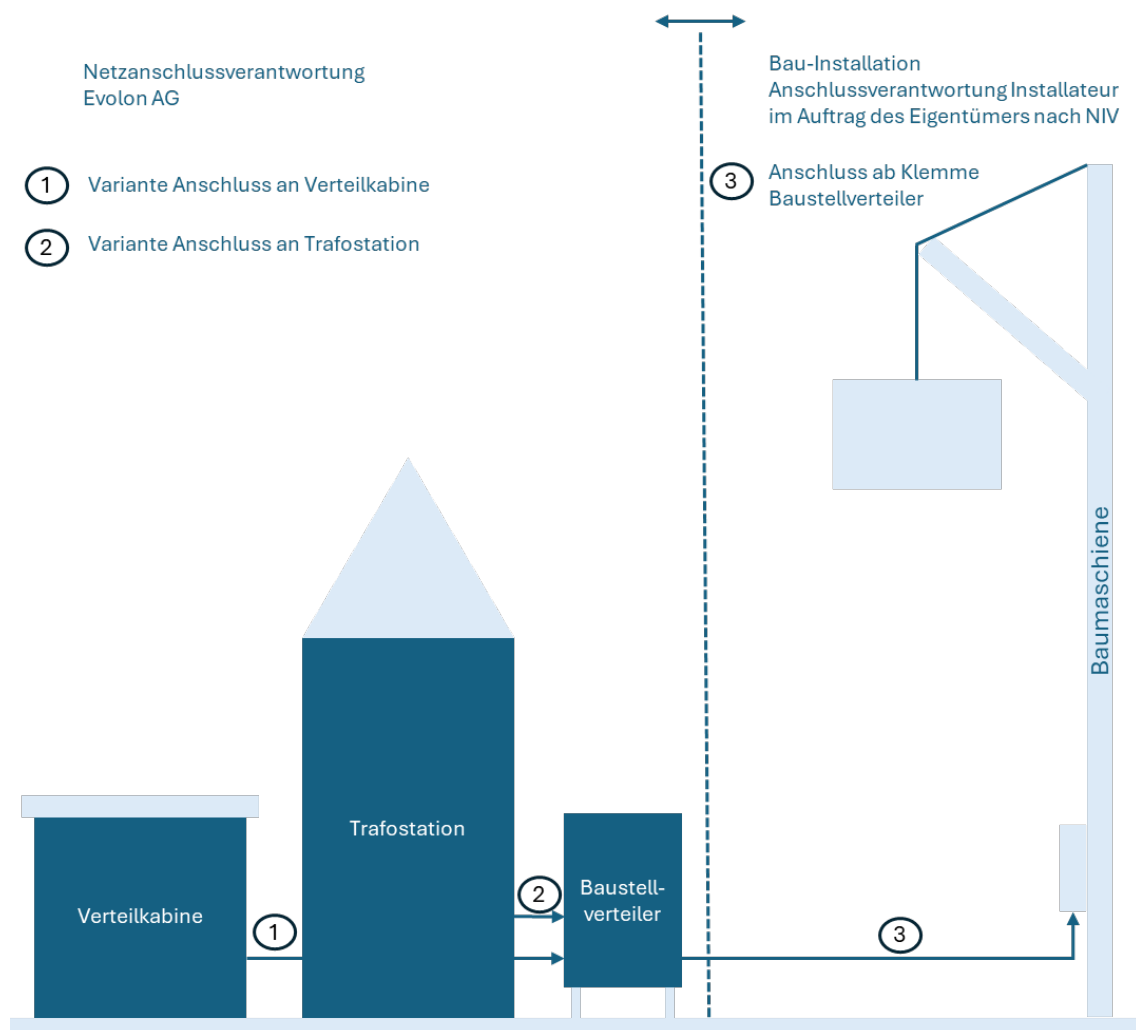 Netzanschlussverantwortung
Evolon AG
1 Variante Anschluss an Verteilkabine
2 Variante Anschluss an Trafostation
Bau-Installation
Anschlussverantwortung Installateur
im Auftrag des Eigentümers nach NIV
3 Anschluss ab Klemme
Baustellverteiler
Baumaschiene
Trafostation
Verteilkabine
1
2
Baustell-
verteiler
3